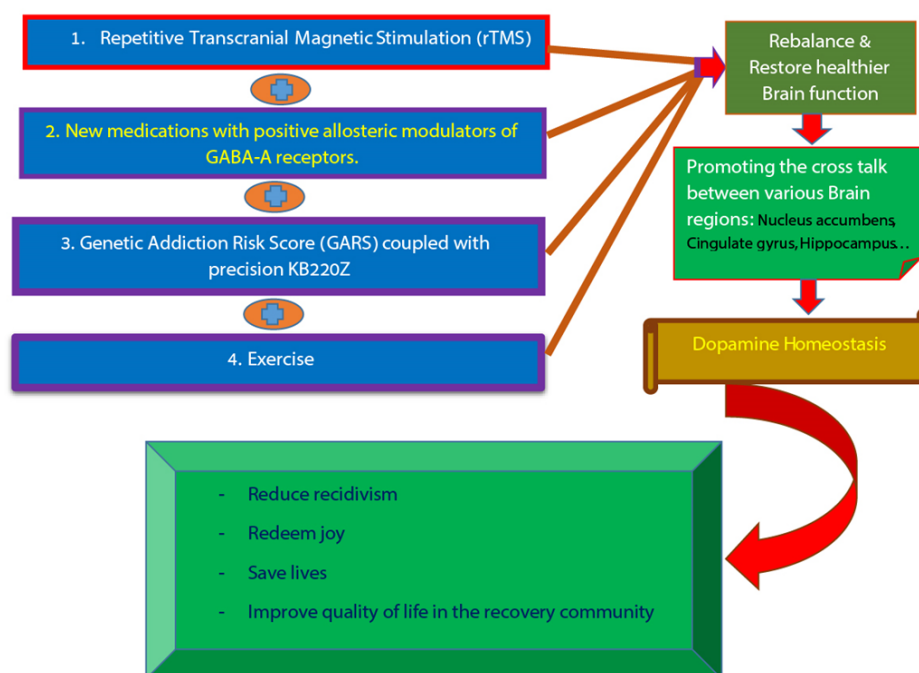 1. Repetitive Transcranial Magnetic Stimulation (rTMS)
2. New medications with positive allosteric modulators of
GABA-A receptors.
3. Genetic Addiction Risk Score (GARS) coupled with
precision KB220Z
4. Exercise
Rebalance &
Restore healthier
Brain function
Promoting the cross talk
between various Brain
regions: Nucleus accumbens,
Cingulate gyrus, Hippocampus...
Dopamine Homeostasis
- Reduce recidivism
- Redeem joy
- Save lives
- Improve quality of life in the recovery community